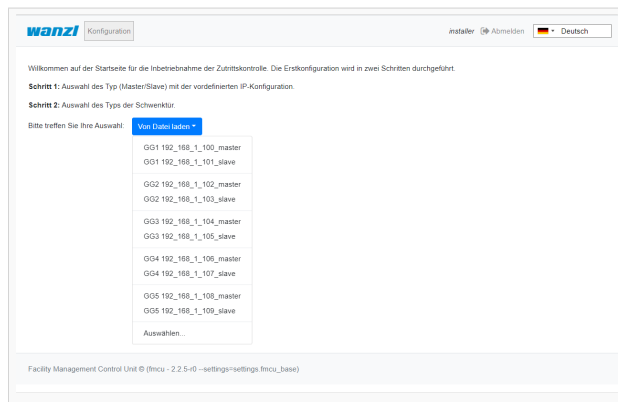 wanzl Konfiguration installer Abmelden Deutsch
Willkommen auf der Startseite für die Inbetriebnahme der Zutrittskontrolle. Die Erstkonfiguration wird in zwei Schritten durchgeführt.
Schritt 1: Auswahl des Typ (Master/Slave) mit der vordefinierten IP-Konfiguration.
Schritt 2: Auswahl des Typs der Schwenktür.
Bitte treffen Sie Ihre Auswahl: Von Datei laden
GG1 192_168_1_100_master
GG1 192_168_1_101_slave
GG2 192_168_1_102_master
GG2 192_168_1_103_slave
GG3 192_168_1_104_master
GG3 192_168_1_105_slave
GG4 192_168_1_106_master
GG4 192_168_1_107_slave
GG5 192_168_1_108_master
GG5 192_168_1_109_slave
Auswählen...
Facility Management Control Unit © (fmcu - 2.2.5-r0 --settings=settings.fmcu_base)